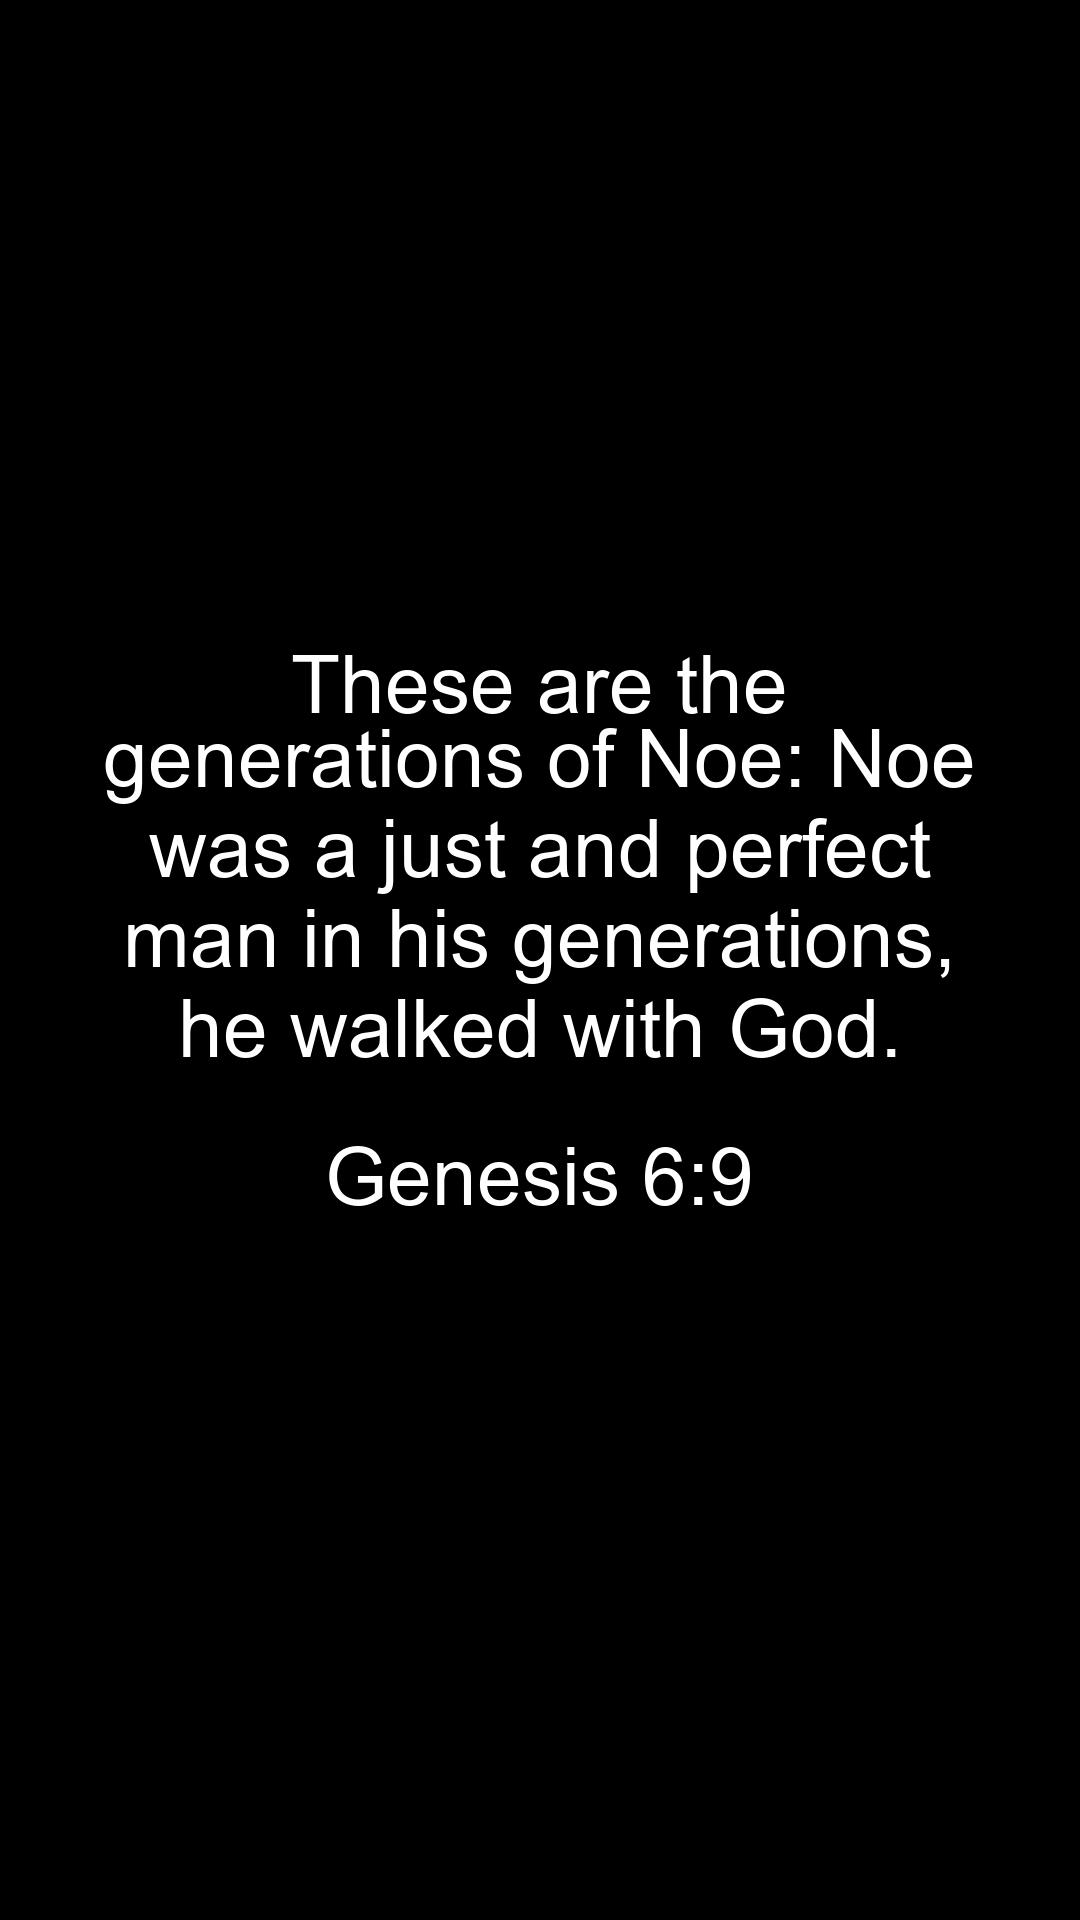 These are the
generations of Noe: Noe
was a just and perfect
man in his generations,
he walked with God.
Genesis 6:9